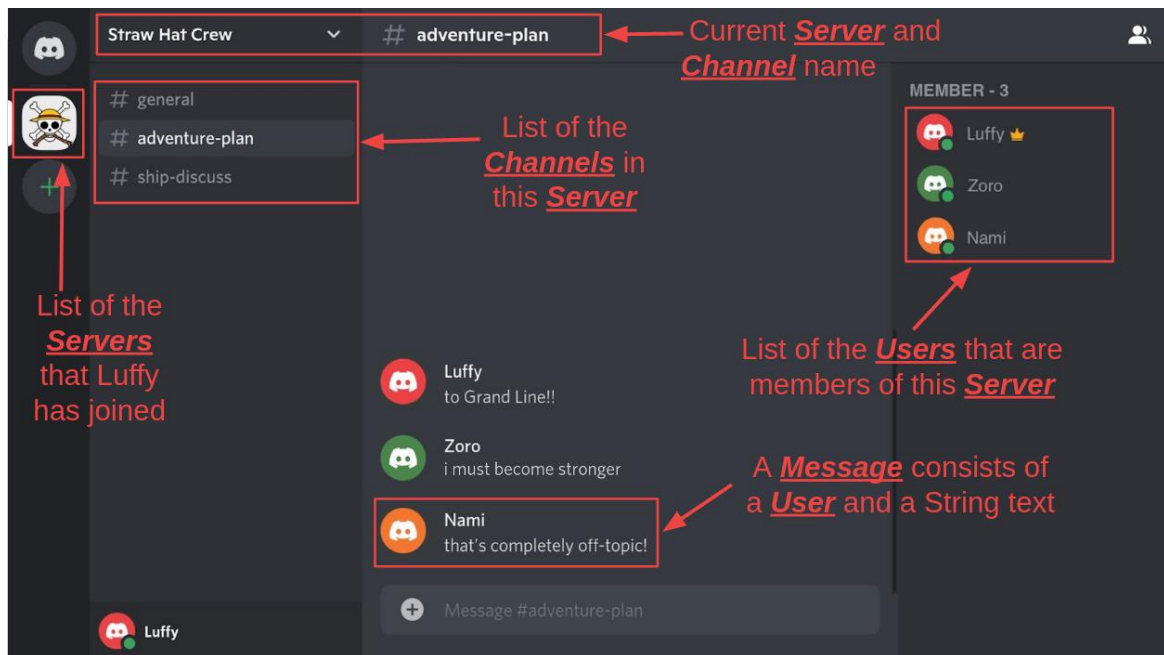 Straw Hat Crew
# adventure-plan
Current Server and
Channel name
# general
# adventure-plan
# ship-discuss
List of the
Channels in
this Server
MEMBER - 3
Luffy
Zoro
Nami
List of the
Servers
that Luffy
has joined
List of the Users that are
members of this Server
Luffy
to Grand Line!!
Zoro
i must become stronger
Nami
that's completely off-topic!
A Message consists of
a User and a String text
Message #adventure-plan
Luffy